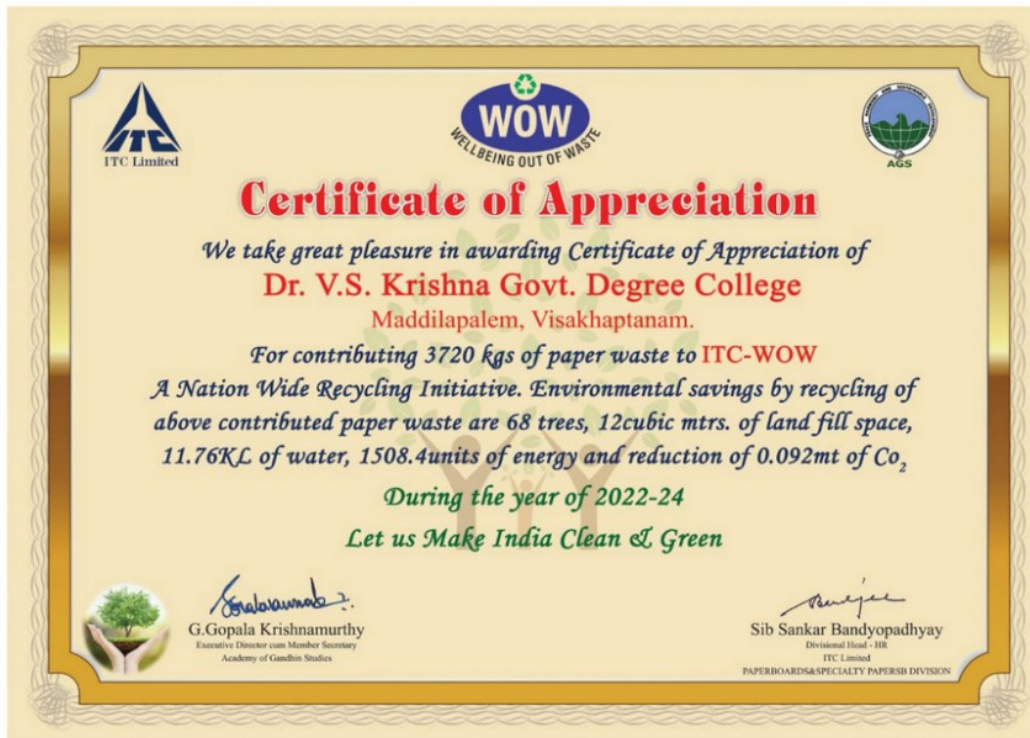 ITC
ITC Limited
WOW
WELLBEING OUT OF WASTE
AGS
Certificate of Appreciation
We take great pleasure in awarding Certificate of Appreciation of
Dr. V.S. Krishna Govt. Degree College
Maddilapalem, Visakhaptanam.
For contributing 3720 kgs of paper waste to ITC-WOW
A Nation Wide Recycling Initiative. Environmental savings by recycling of
above contributed paper waste are 68 trees, 12cubic mtrs. of land fill space,
11.76KL of water, 1508.4units of energy and reduction of 0.092mt of Co₂
During the year of 2022-24
Let us Make India Clean & Green
G.Gopala Krishnamurthy
Executive Director cum Member Secretary
Academy of Gandhin Studies
Sib Sankar Bandyopadhyay
Divisional Head - HR
ITC Limited
PAPERBOARDS&SPECIALTY PAPERSB DIVISION